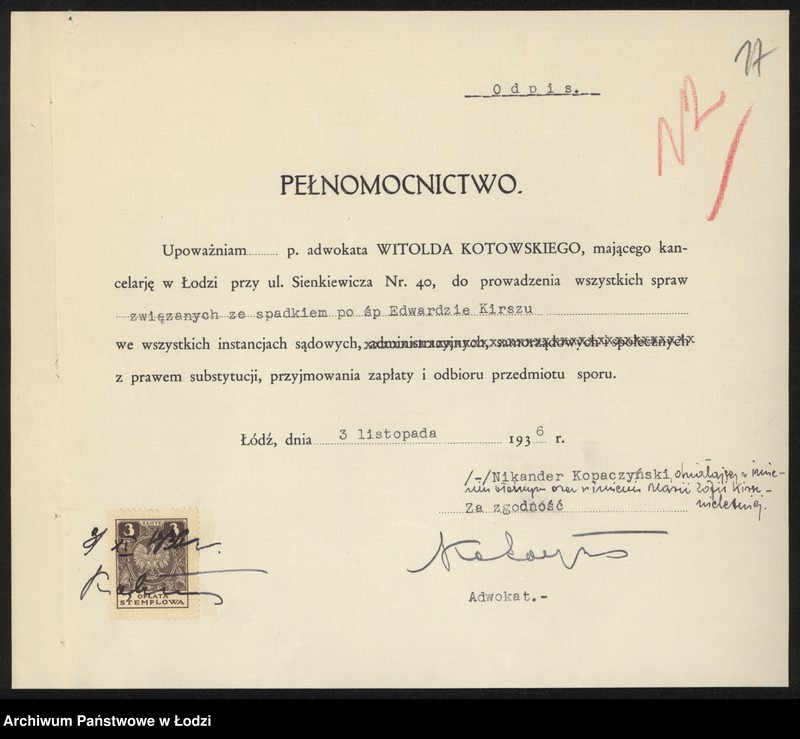 17
Odpis.
PEŁNOMOCNICTWO.
Upoważniam.......... p. adwokata WITOLDA KOTOWSKIEGO, mającego kan-
celarję w Łodzi przy ul. Sienkiewicza Nr. 40, do prowadzenia wszystkich spraw
związanych ze spadkiem po śp Edwardzie Kirszu
we wszystkich instancjach sądowych, administracyjnych, samorządowych i społecznych
z prawem substytucji, przyjmowania zapłaty i odbioru przedmiotu sporu.
Łódź, dnia 3 listopada 1936 r.
/-/Nikander Kopaczyński, działający w imie-
niu własnym oraz w imieniu Marii Zofii Kirsz -
Za zgodność nieletniej.
3 ZŁOTE 3
OPŁATA
STEMPLOWA
Adwokat.-
Archiwum Państwowe w Łodzi